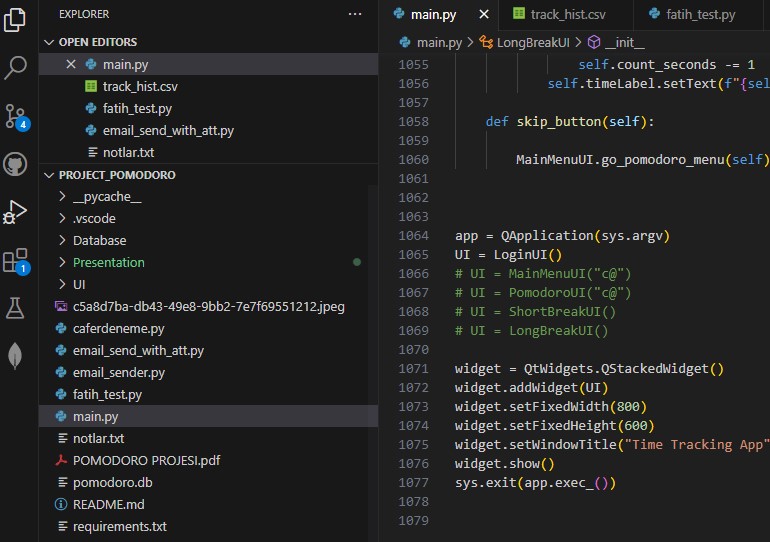 EXPLORER
OPEN EDITORS
main.py
track_hist.csv
fatih_test.py
email_send_with_att.py
notlar.txt
PROJECT_POMODORO
__pycache__
.vscode
Database
Presentation
UI
c5a8d7ba-db43-49e8-9bb2-7e7f69551212.jpeg
caferdeneme.py
email_send_with_att.py
email_sender.py
fatih_test.py
main.py
notlar.txt
POMODORO PROJESI.pdf
pomodoro.db
README.md
requirements.txt
4
1
main.py track_hist.csv fatih_test.py
main.py > LongBreakUI > __init__
1055 self.count_seconds -= 1
1056 self.timeLabel.setText(f"{sel
1057
1058 def skip_button(self):
1059
1060 MainMenuUI.go_pomodoro_menu(self)
1061
1062
1063
1064 app = QApplication(sys.argv)
1065 UI = LoginUI()
1066 # UI = MainMenuUI("c@")
1067 # UI = PomodoroUI("c@")
1068 # UI = ShortBreakUI()
1069 # UI = LongBreakUI()
1070
1071 widget = QtWidgets.QStackedWidget()
1072 widget.addWidget(UI)
1073 widget.setFixedWidth(800)
1074 widget.setFixedHeight(600)
1075 widget.setWindowTitle("Time Tracking App"
1076 widget.show()
1077 sys.exit(app.exec_())
1078
1079